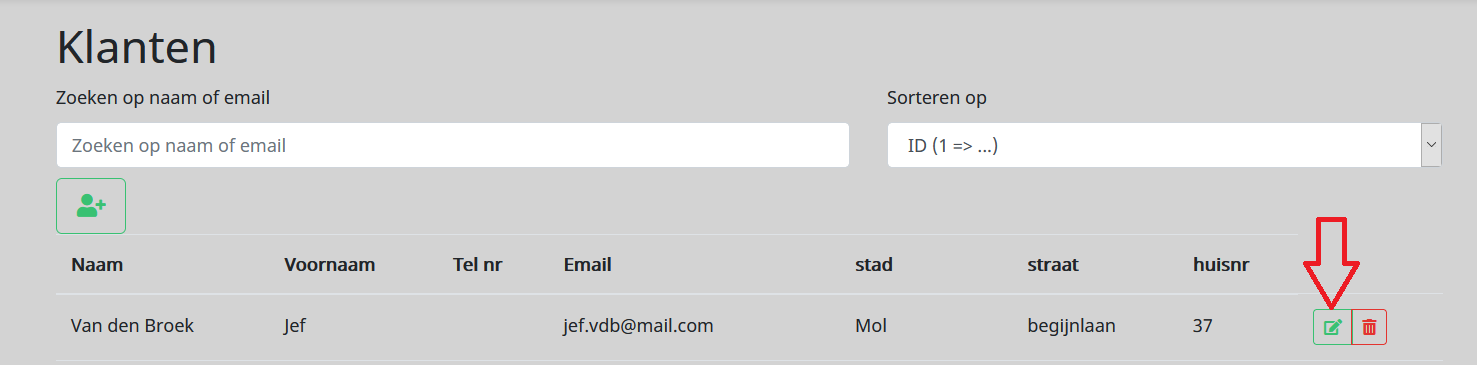 Klanten
Zoeken op naam of email Sorteren op
Zoeken op naam of email ID (1 => ...)
Naam Voornaam Tel nr Email stad straat huisnr
Van den Broek Jef jef.vdb@mail.com Mol begijnlaan 37